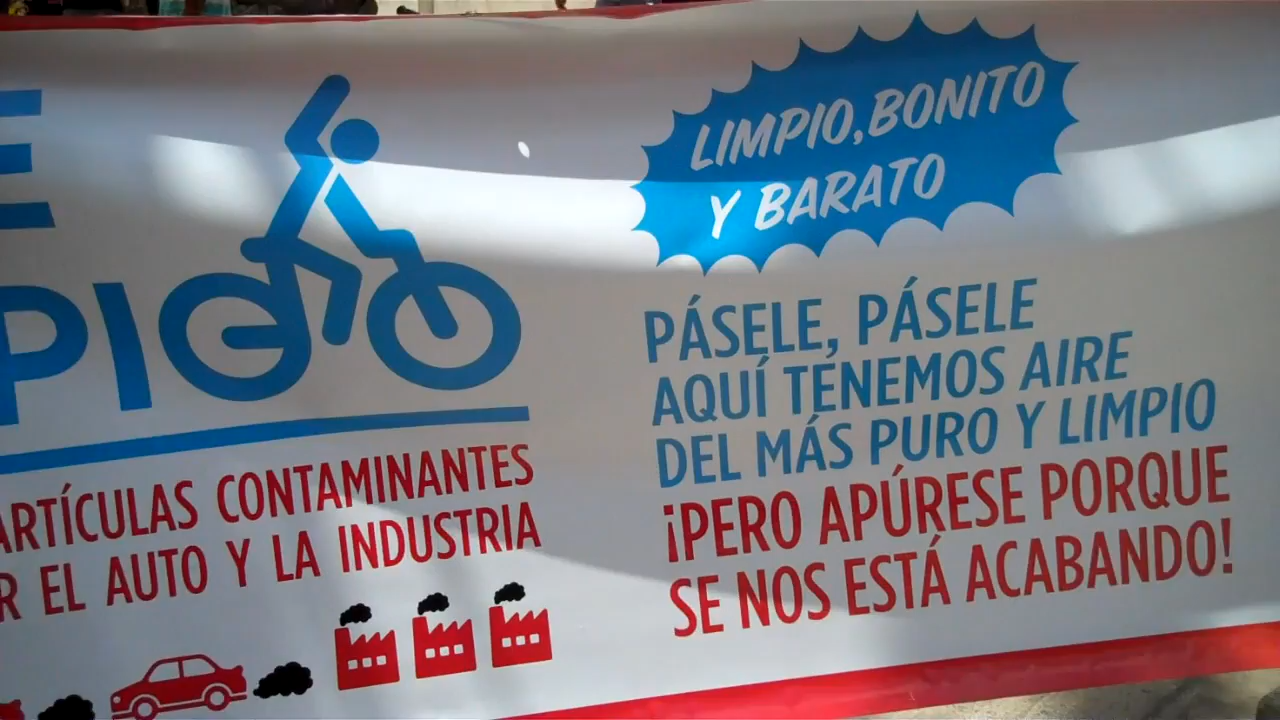 LIMPIO, BONITO
Y BARATO
PÁSELE, PÁSELE
AQUÍ TENEMOS AIRE
DEL MÁS PURO Y LIMPIO
¡PERO APÚRESE PORQUE
SE NOS ESTÁ ACABANDO!
E
PIO
ARTÍCULAS CONTAMINANTES
R EL AUTO Y LA INDUSTRIA